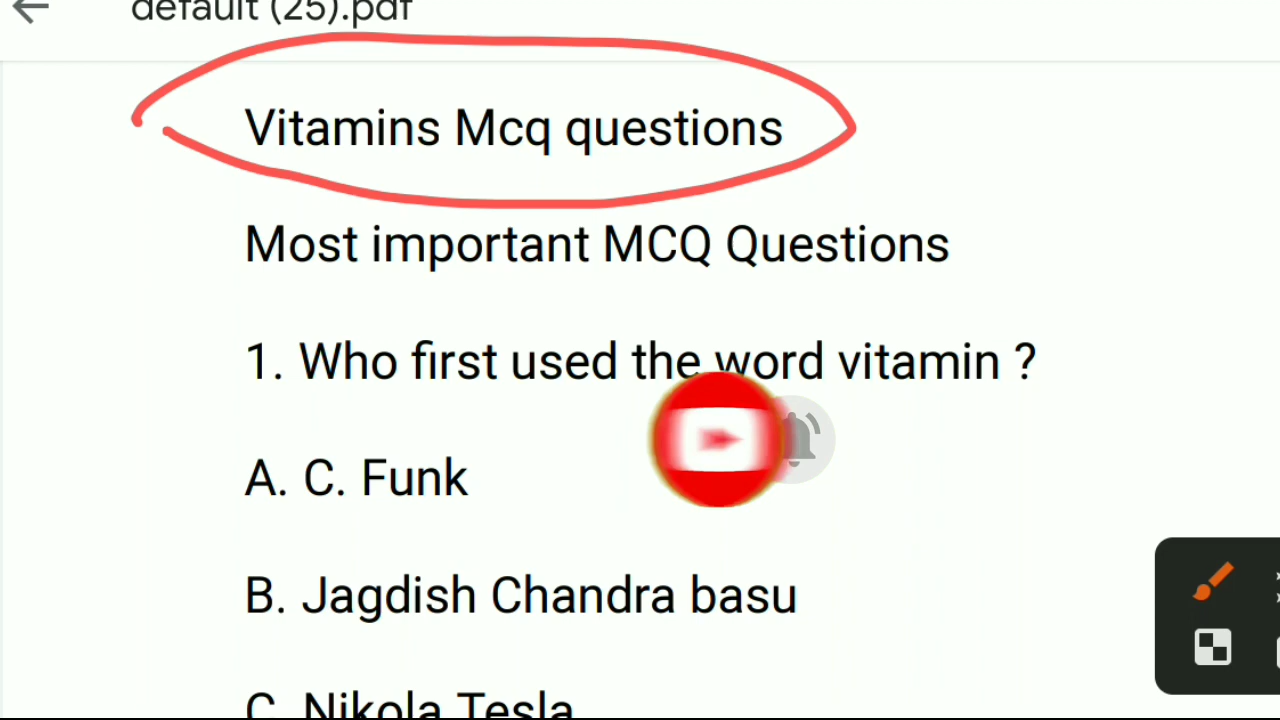 default (25).pdf
Vitamins Mcq questions
Most important MCQ Questions
1. Who first used the word vitamin ?
A. C. Funk
B. Jagdish Chandra basu
C. Nikola Tesla